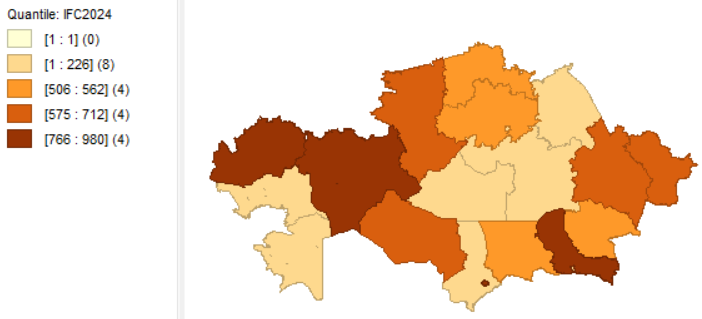 Quantile: IFC2024
[1 : 1] (0)
[1 : 226] (8)
[506 : 562] (4)
[575 : 712] (4)
[766 : 980] (4)